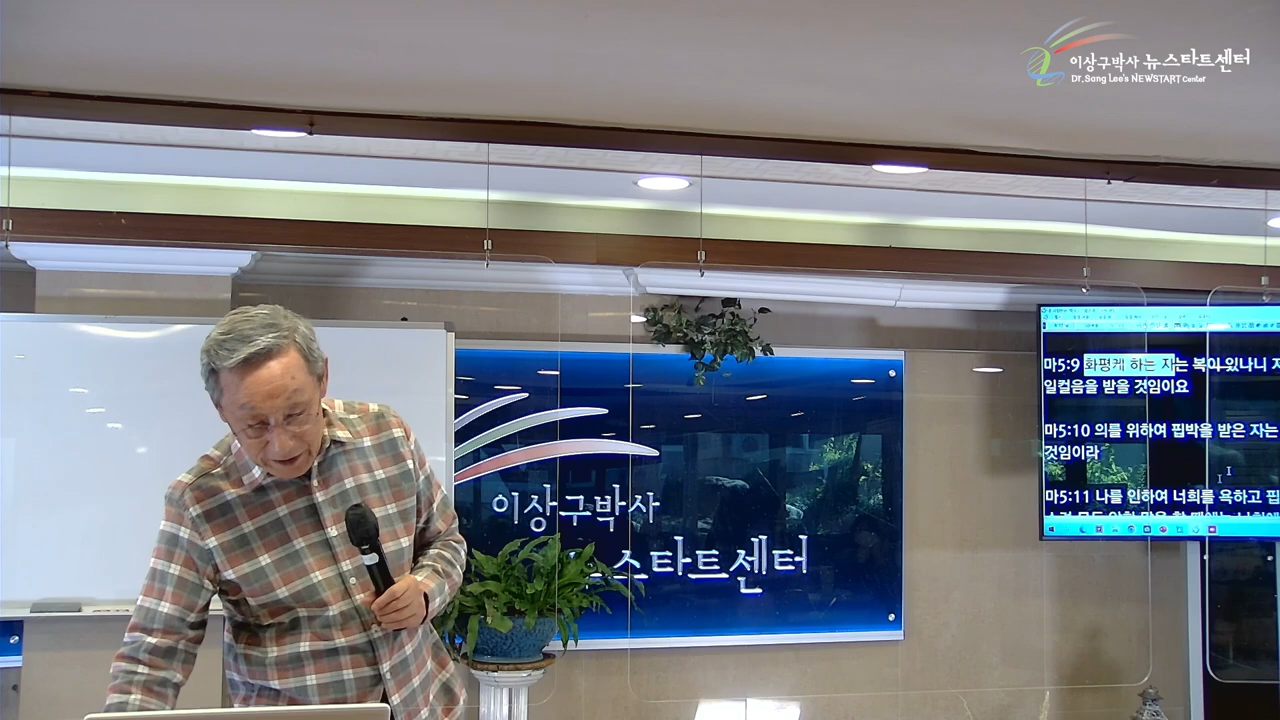 이상구박사 뉴스타트센터
Dr. Sang Lee's NEWSTART Center
이상구박사
스타트센터
마5:9 화평케 하는 자는 복이 있나니
일컬음을 받을 것임이요
마5:10 의를 위하여 핍박을 받은 자는
것임이라
마5:11 나를 인하여 너희를 욕하고